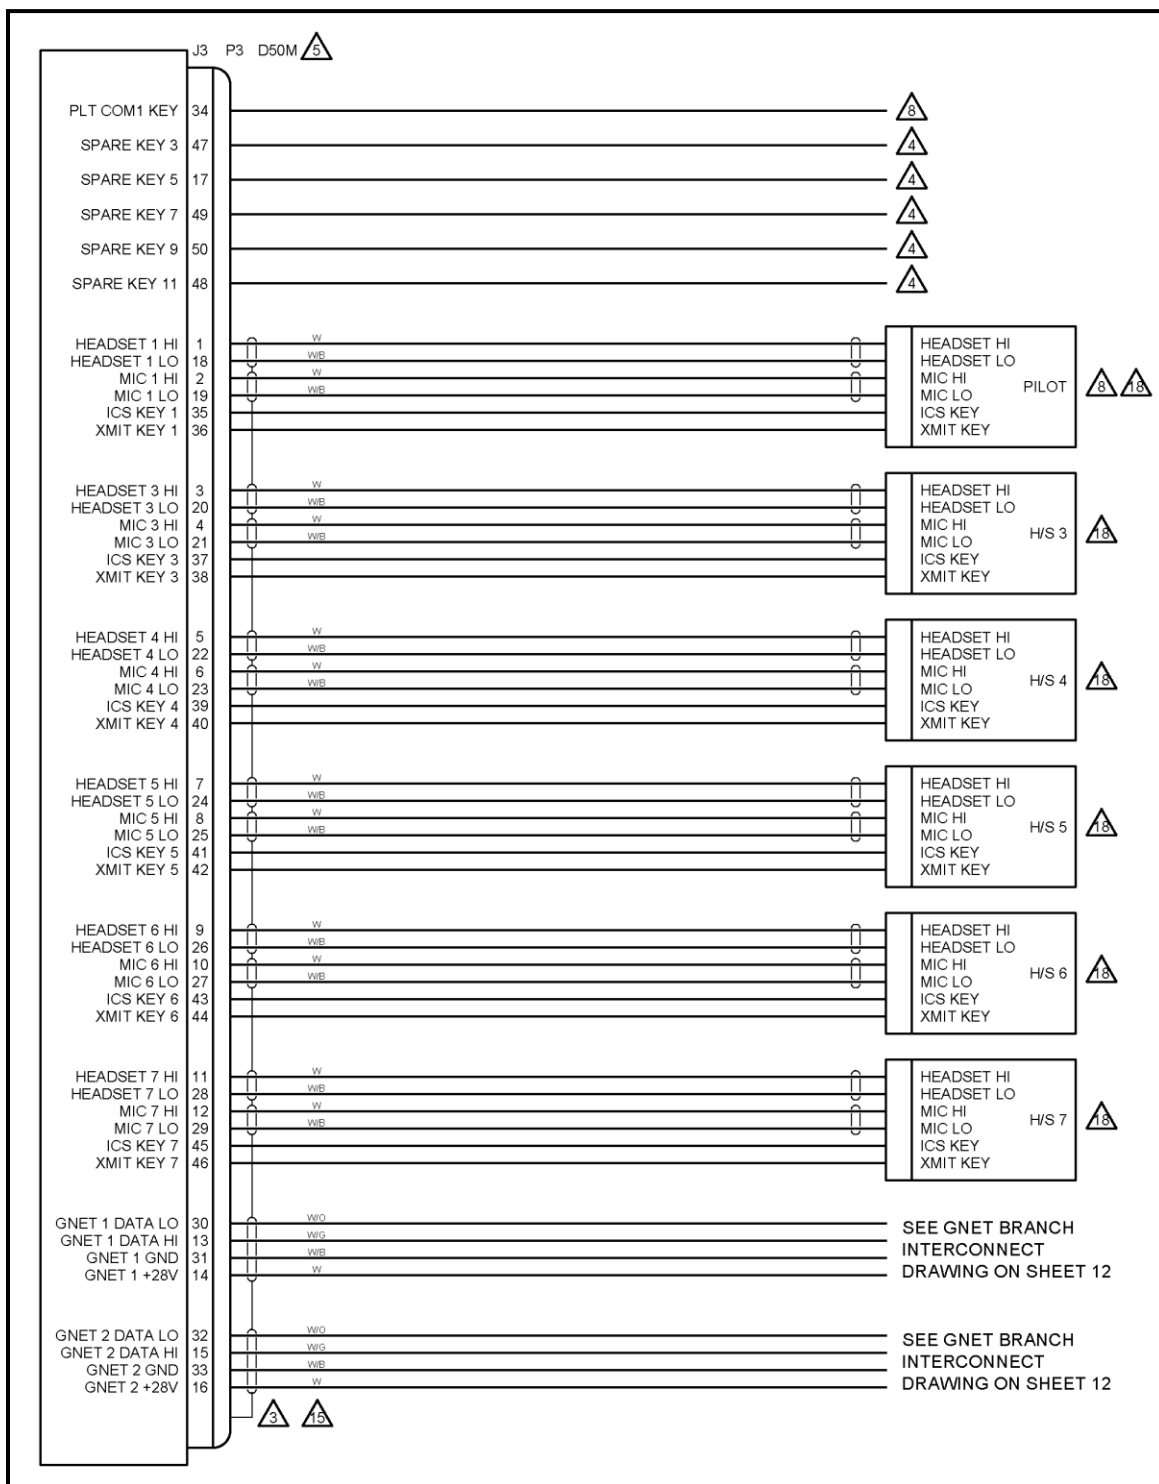 J3 P3 D50M 5
PLT COM1 KEY 34 8
SPARE KEY 3 47 4
SPARE KEY 5 17 4
SPARE KEY 7 49 4
SPARE KEY 9 50 4
SPARE KEY 11 48 4
HEADSET 1 HI 1 W HEADSET HI
HEADSET 1 LO 18 W/B HEADSET LO
MIC 1 HI 2 W MIC HI
PILOT 8 18
MIC 1 LO 19 W/B MIC LO
ICS KEY 1 35 ICS KEY
XMIT KEY 1 36 XMIT KEY
HEADSET 3 HI 3 W HEADSET HI
HEADSET 3 LO 20 W/B HEADSET LO
MIC 3 HI 4 W MIC HI
H/S 3 18
MIC 3 LO 21 W/B MIC LO
ICS KEY 3 37 ICS KEY
XMIT KEY 3 38 XMIT KEY
HEADSET 4 HI 5 W HEADSET HI
HEADSET 4 LO 22 W/B HEADSET LO
MIC 4 HI 6 W MIC HI
H/S 4 18
MIC 4 LO 23 W/B MIC LO
ICS KEY 4 39 ICS KEY
XMIT KEY 4 40 XMIT KEY
HEADSET 5 HI 7 W HEADSET HI
HEADSET 5 LO 24 W/B HEADSET LO
MIC 5 HI 8 W MIC HI
H/S 5 18
MIC 5 LO 25 W/B MIC LO
ICS KEY 5 41 ICS KEY
XMIT KEY 5 42 XMIT KEY
HEADSET 6 HI 9 W HEADSET HI
HEADSET 6 LO 26 W/B HEADSET LO
MIC 6 HI 10 W MIC HI
H/S 6 18
MIC 6 LO 27 W/B MIC LO
ICS KEY 6 43 ICS KEY
XMIT KEY 6 44 XMIT KEY
HEADSET 7 HI 11 W HEADSET HI
HEADSET 7 LO 28 W/B HEADSET LO
MIC 7 HI 12 W MIC HI
H/S 7 18
MIC 7 LO 29 W/B MIC LO
ICS KEY 7 45 ICS KEY
XMIT KEY 7 46 XMIT KEY
GNET 1 DATA LO 30 W/O
GNET 1 DATA HI 13 W/G
GNET 1 GND 31 W/B
GNET 1 +28V 14 W
SEE GNET BRANCH
INTERCONNECT
DRAWING ON SHEET 12
GNET 2 DATA LO 32 W/O
GNET 2 DATA HI 15 W/G
GNET 2 GND 33 W/B
GNET 2 +28V 16 W
SEE GNET BRANCH
INTERCONNECT
DRAWING ON SHEET 12
3 15